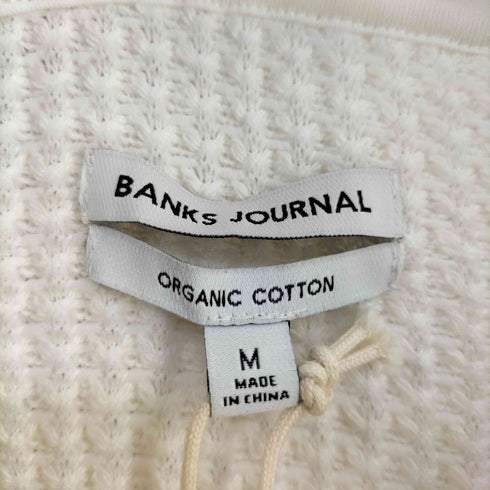 BANKS JOURNAL
ORGANIC COTTON
M
MADE
IN CHINA